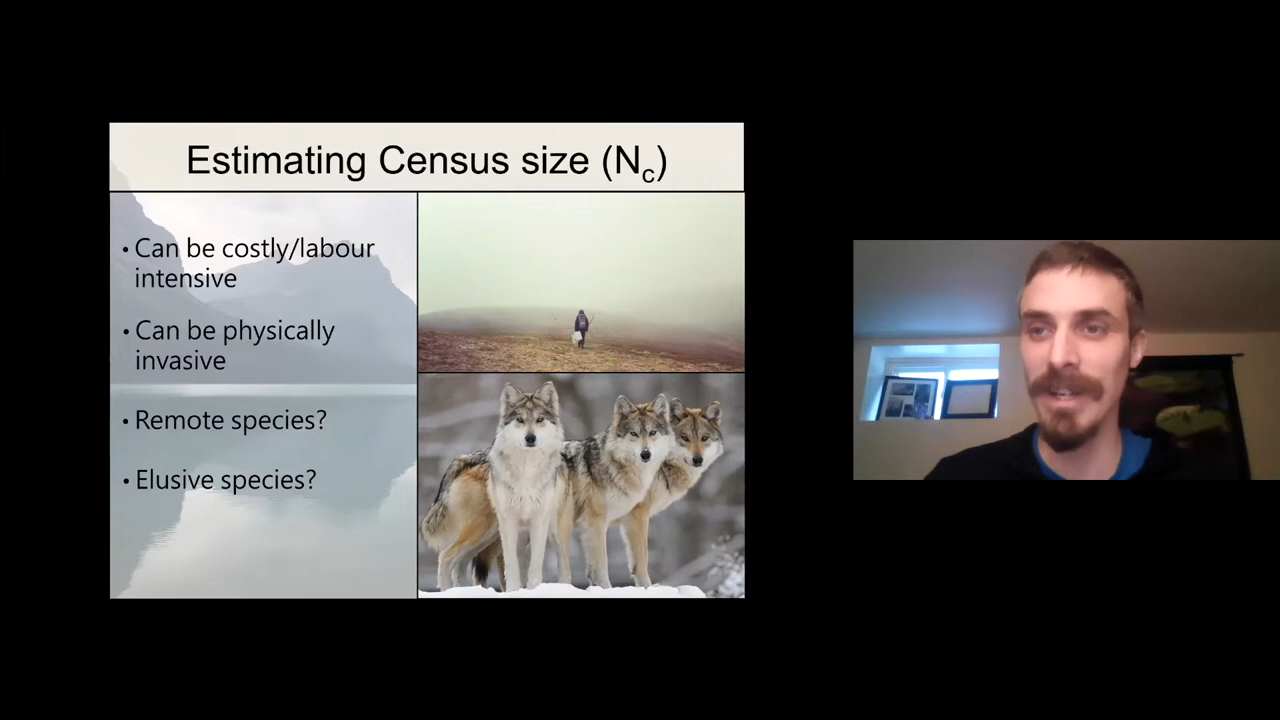 Estimating Census size (Nc)
• Can be costly/labour
intensive
• Can be physically
invasive
• Remote species?
• Elusive species?